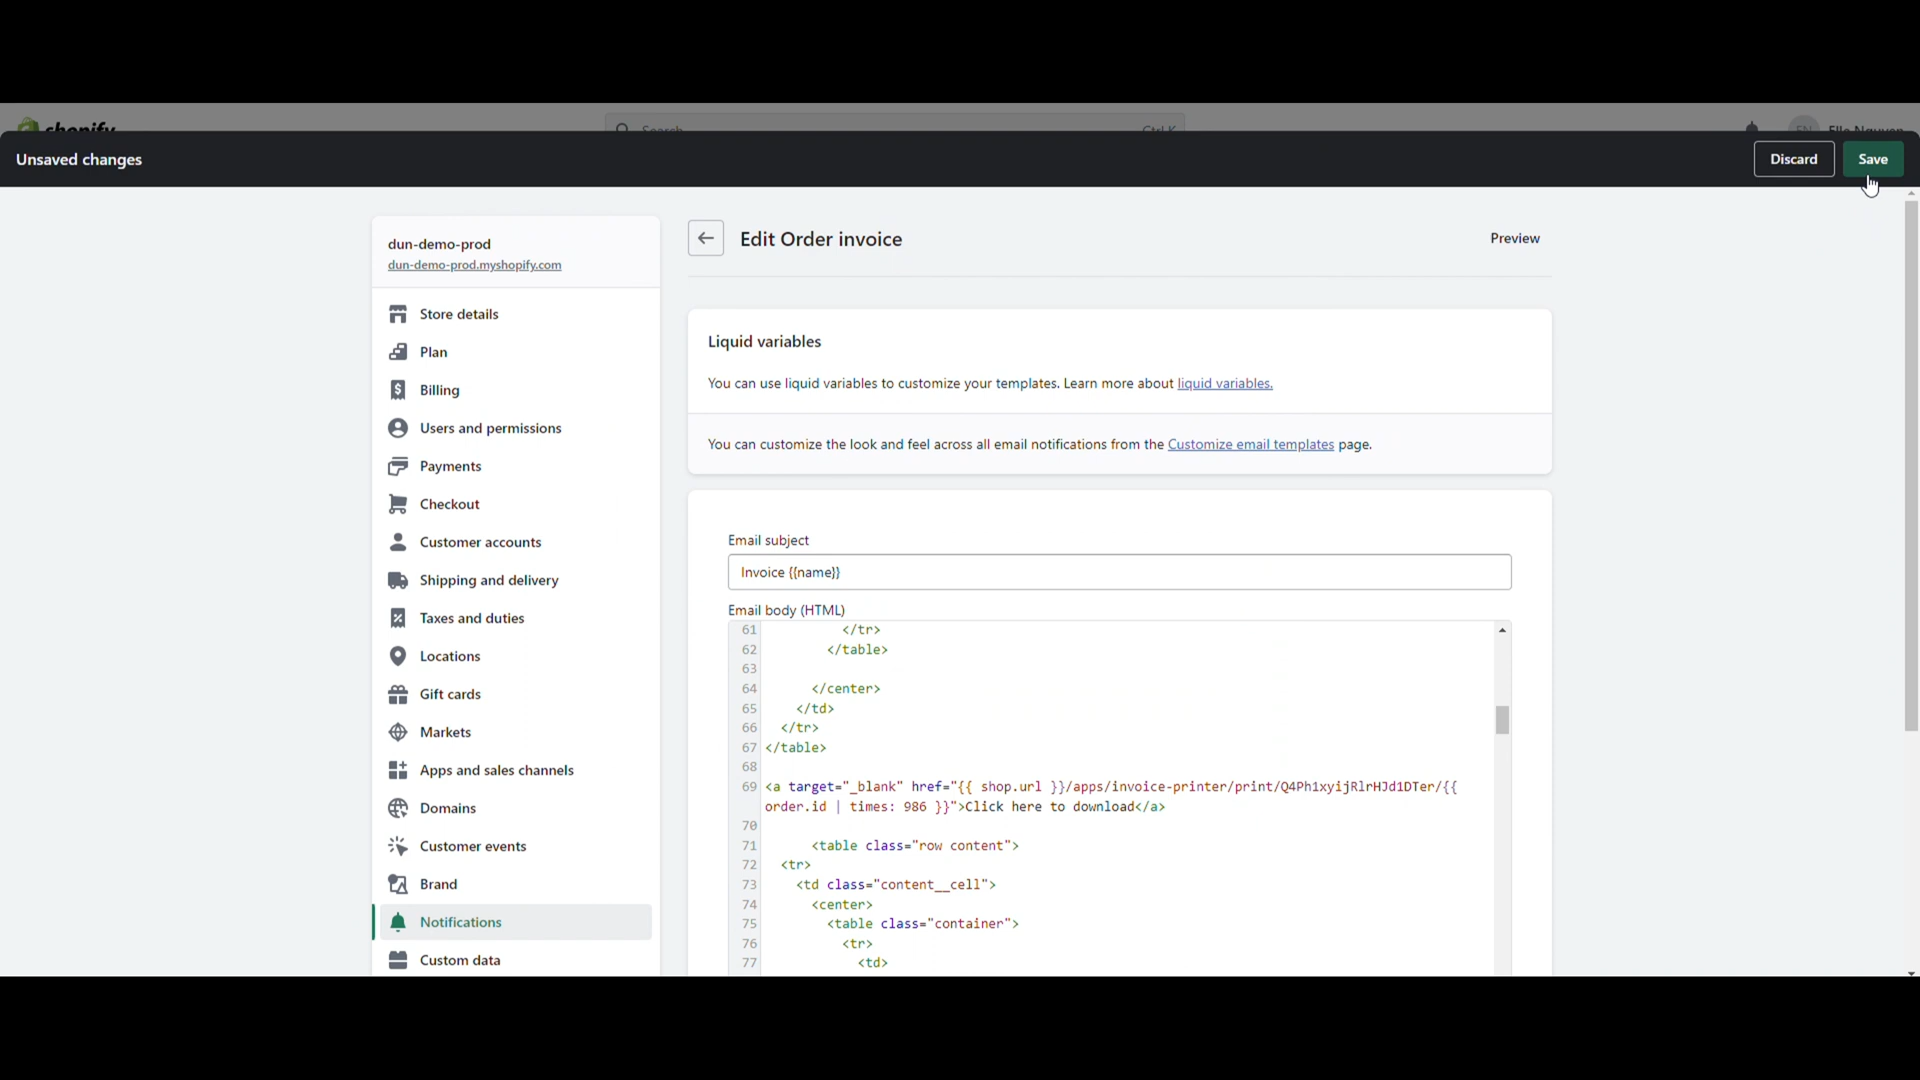 shopify
Search
Ctrl K
EN
Elle Nguyen
Unsaved changes
Discard
Save
dun-demo-prod
dun-demo-prod.myshopify.com
Store details
Plan
Billing
Users and permissions
Payments
Checkout
Customer accounts
Shipping and delivery
Taxes and duties
Locations
Gift cards
Markets
Apps and sales channels
Domains
Customer events
Brand
Notifications
Custom data
Edit Order invoice
Preview
Liquid variables
You can use liquid variables to customize your templates. Learn more about liquid variables.
You can customize the look and feel across all email notifications from the Customize email templates page.
Email subject
Invoice {{name}}
Email body (HTML)
61 </tr>
62 </table>
63
64 </center>
65 </td>
66 </tr>
67 </table>
68
69 <a target="_blank" href="{{ shop.url }}/apps/invoice-printer/print/Q4Ph1xyijRlrHJd1DTer/{{
order.id | times: 986 }}">Click here to download</a>
70
71 <table class="row content">
72 <tr>
73 <td class="content__cell">
74 <center>
75 <table class="container">
76 <tr>
77 <td>